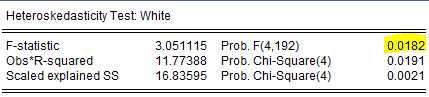 Heteroskedasticity Test: White
F-statistic 3.051115 Prob. F(4,192) 0.0182
Obs*R-squared 11.77388 Prob. Chi-Square(4) 0.0191
Scaled explained SS 16.83595 Prob. Chi-Square(4) 0.0021